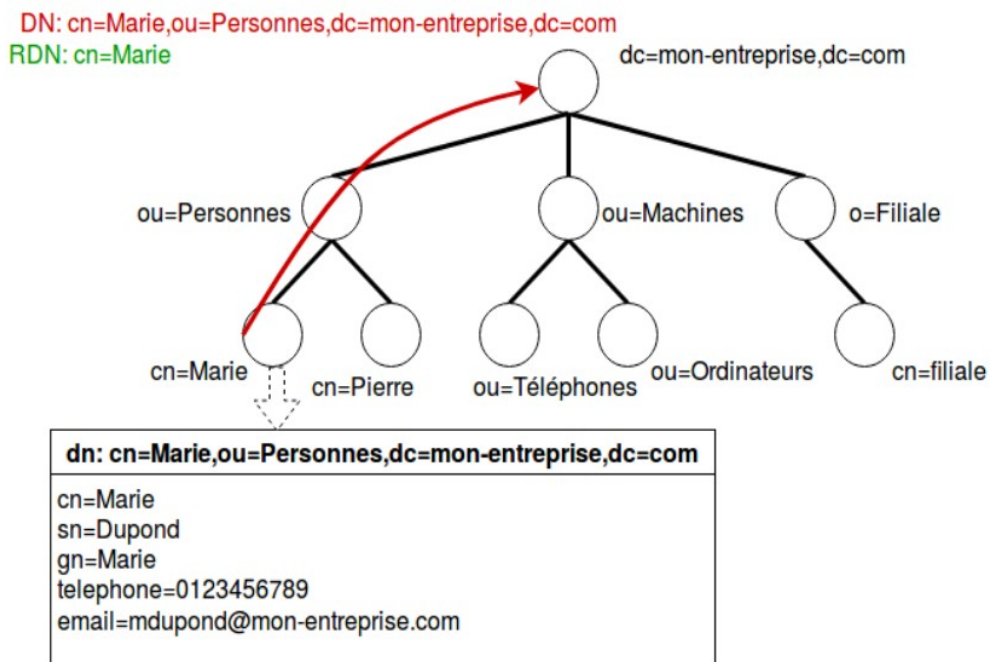 DN: cn=Marie,ou=Personnes,dc=mon-entreprise,dc=com
RDN: cn=Marie
dc=mon-entreprise,dc=com
ou=Personnes
ou=Machines
o=Filiale
cn=Marie
cn=Pierre
ou=Téléphones
ou=Ordinateurs
cn=filiale
dn: cn=Marie,ou=Personnes,dc=mon-entreprise,dc=com
cn=Marie
sn=Dupond
gn=Marie
telephone=0123456789
email=mdupond@mon-entreprise.com